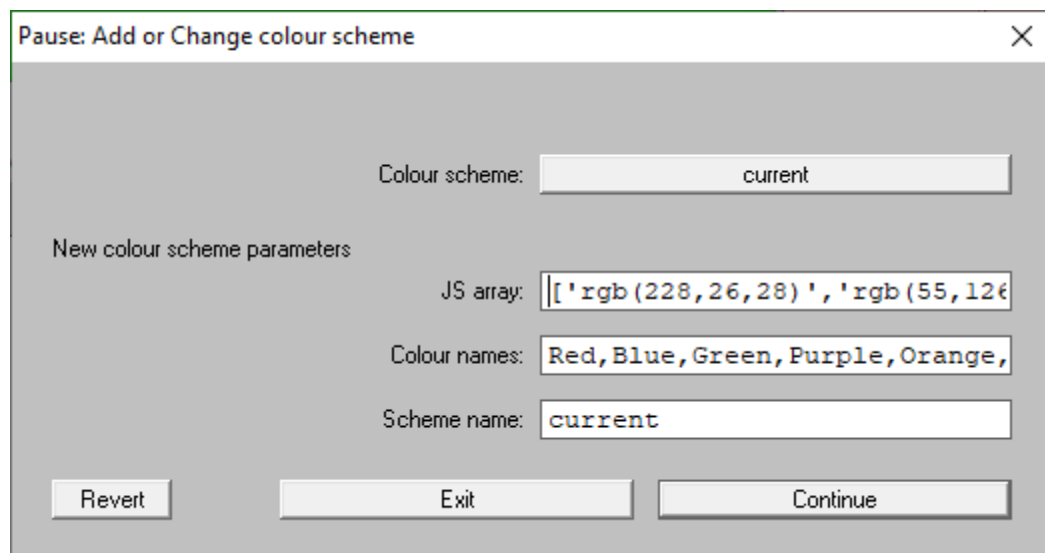 Pause: Add or Change colour scheme
Colour scheme: current
New colour scheme parameters
JS array: ['rgb(228,26,28)','rgb(55,126
Colour names: Red,Blue,Green,Purple,Orange,
Scheme name: current
Revert Exit Continue